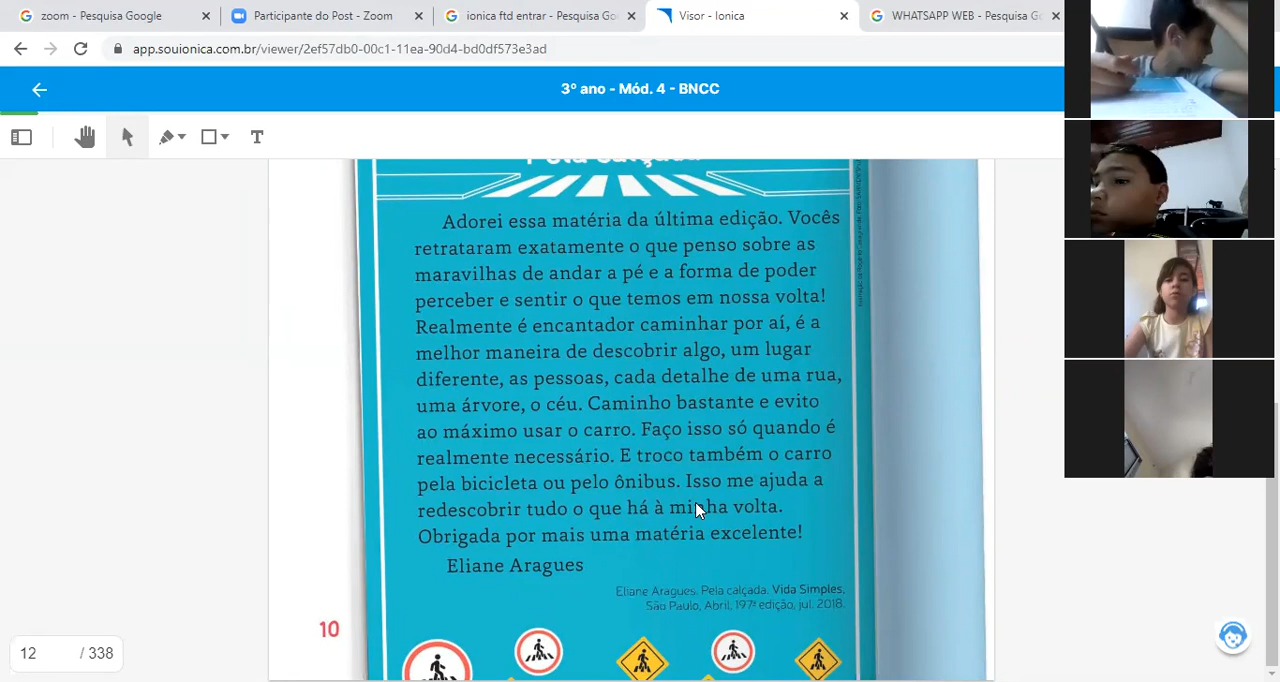 zoom - Pesquisa Google
Participante do Post - Zoom
ionica ftd entrar - Pesquisa Go
Visor - Ionica
WHATSAPP WEB - Pesquisa G
app.souionica.com.br/viewer/2ef57db0-00c1-11ea-90d4-bd0df573e3ad
3º ano - Mód. 4 - BNCC
T
Pela calçada
Adorei essa matéria da última edição. Vocês
retrataram exatamente o que penso sobre as
maravilhas de andar a pé e a forma de poder
perceber e sentir o que temos em nossa volta!
Realmente é encantador caminhar por aí, é a
melhor maneira de descobrir algo, um lugar
diferente, as pessoas, cada detalhe de uma rua,
uma árvore, o céu. Caminho bastante e evito
ao máximo usar o carro. Faço isso só quando é
realmente necessário. E troco também o carro
pela bicicleta ou pelo ônibus. Isso me ajuda a
redescobrir tudo o que há à minha volta.
Obrigada por mais uma matéria excelente!
Eliane Aragues
Eliane Aragues. Pela calçada. Vida Simples,
São Paulo, Abril, 197ª edição, jul. 2018.
10
12 / 338